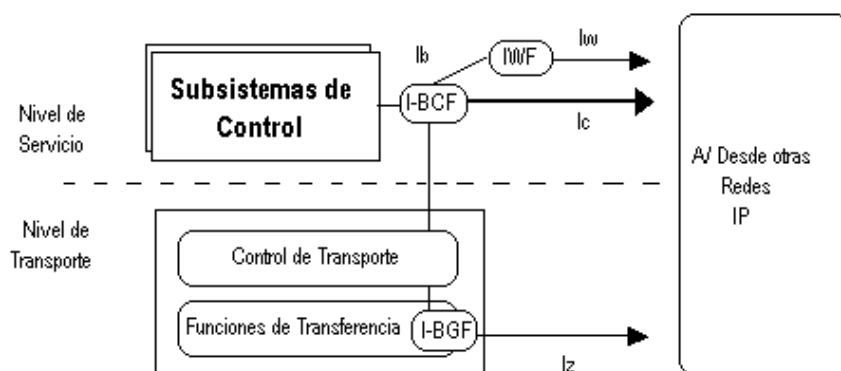 Ib
IWF
Iw
Subsistemas de
Control
I-BCF
Ic
Nivel de
Servicio
A/ Desde otras
Redes
IP
Nivel de
Transporte
Control de Transporte
Funciones de Transferencia
I-BGF
Iz